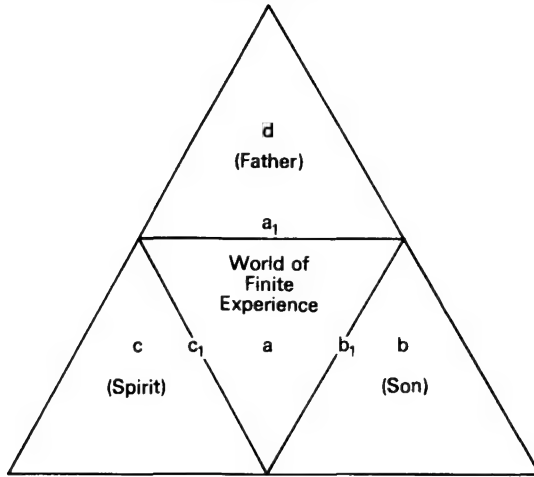 d
(Father)
a₁
World of
Finite
Experience
c c₁ a b₁ b
(Spirit) (Son)